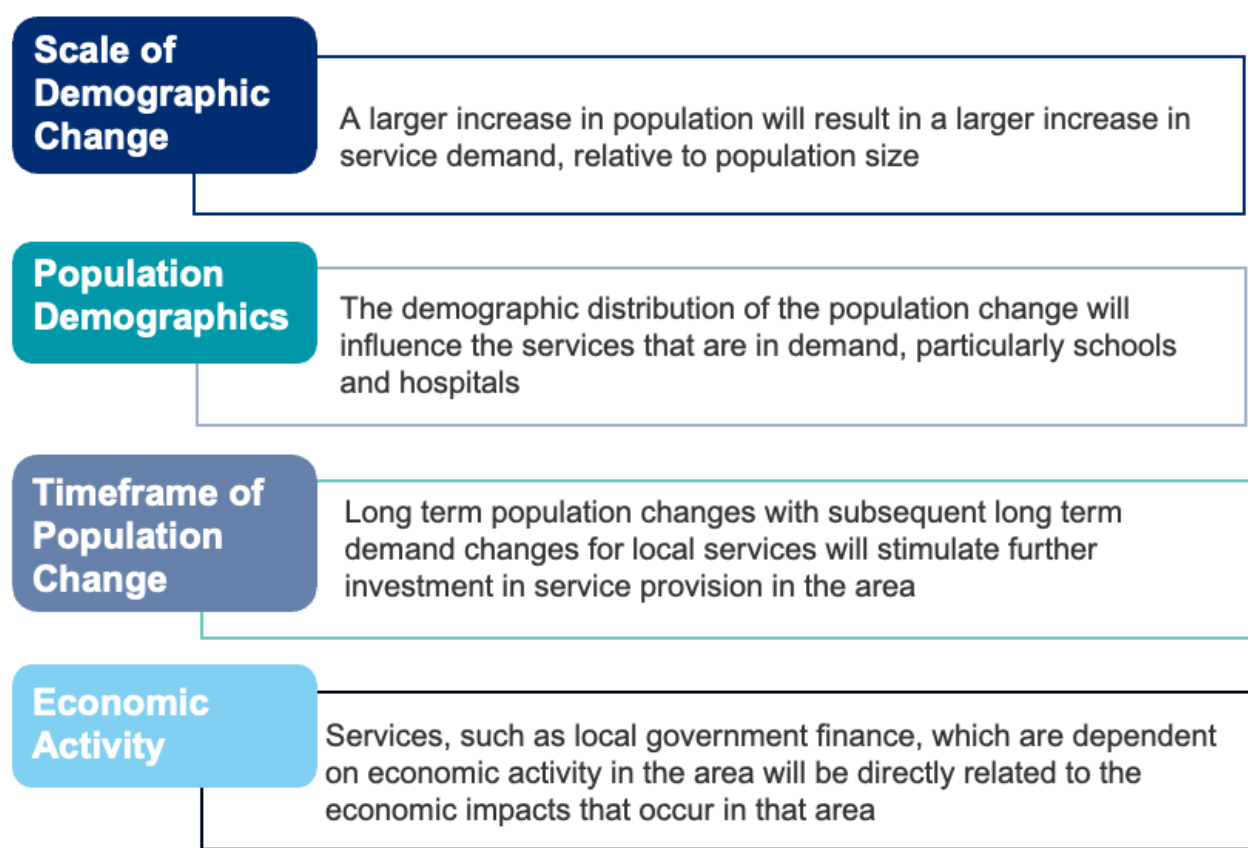 Scale of
Demographic
Change
A larger increase in population will result in a larger increase in
service demand, relative to population size
Population
Demographics
The demographic distribution of the population change will
influence the services that are in demand, particularly schools
and hospitals
Timeframe of
Population
Change
Long term population changes with subsequent long term
demand changes for local services will stimulate further
investment in service provision in the area
Economic
Activity
Services, such as local government finance, which are dependent
on economic activity in the area will be directly related to the
economic impacts that occur in that area